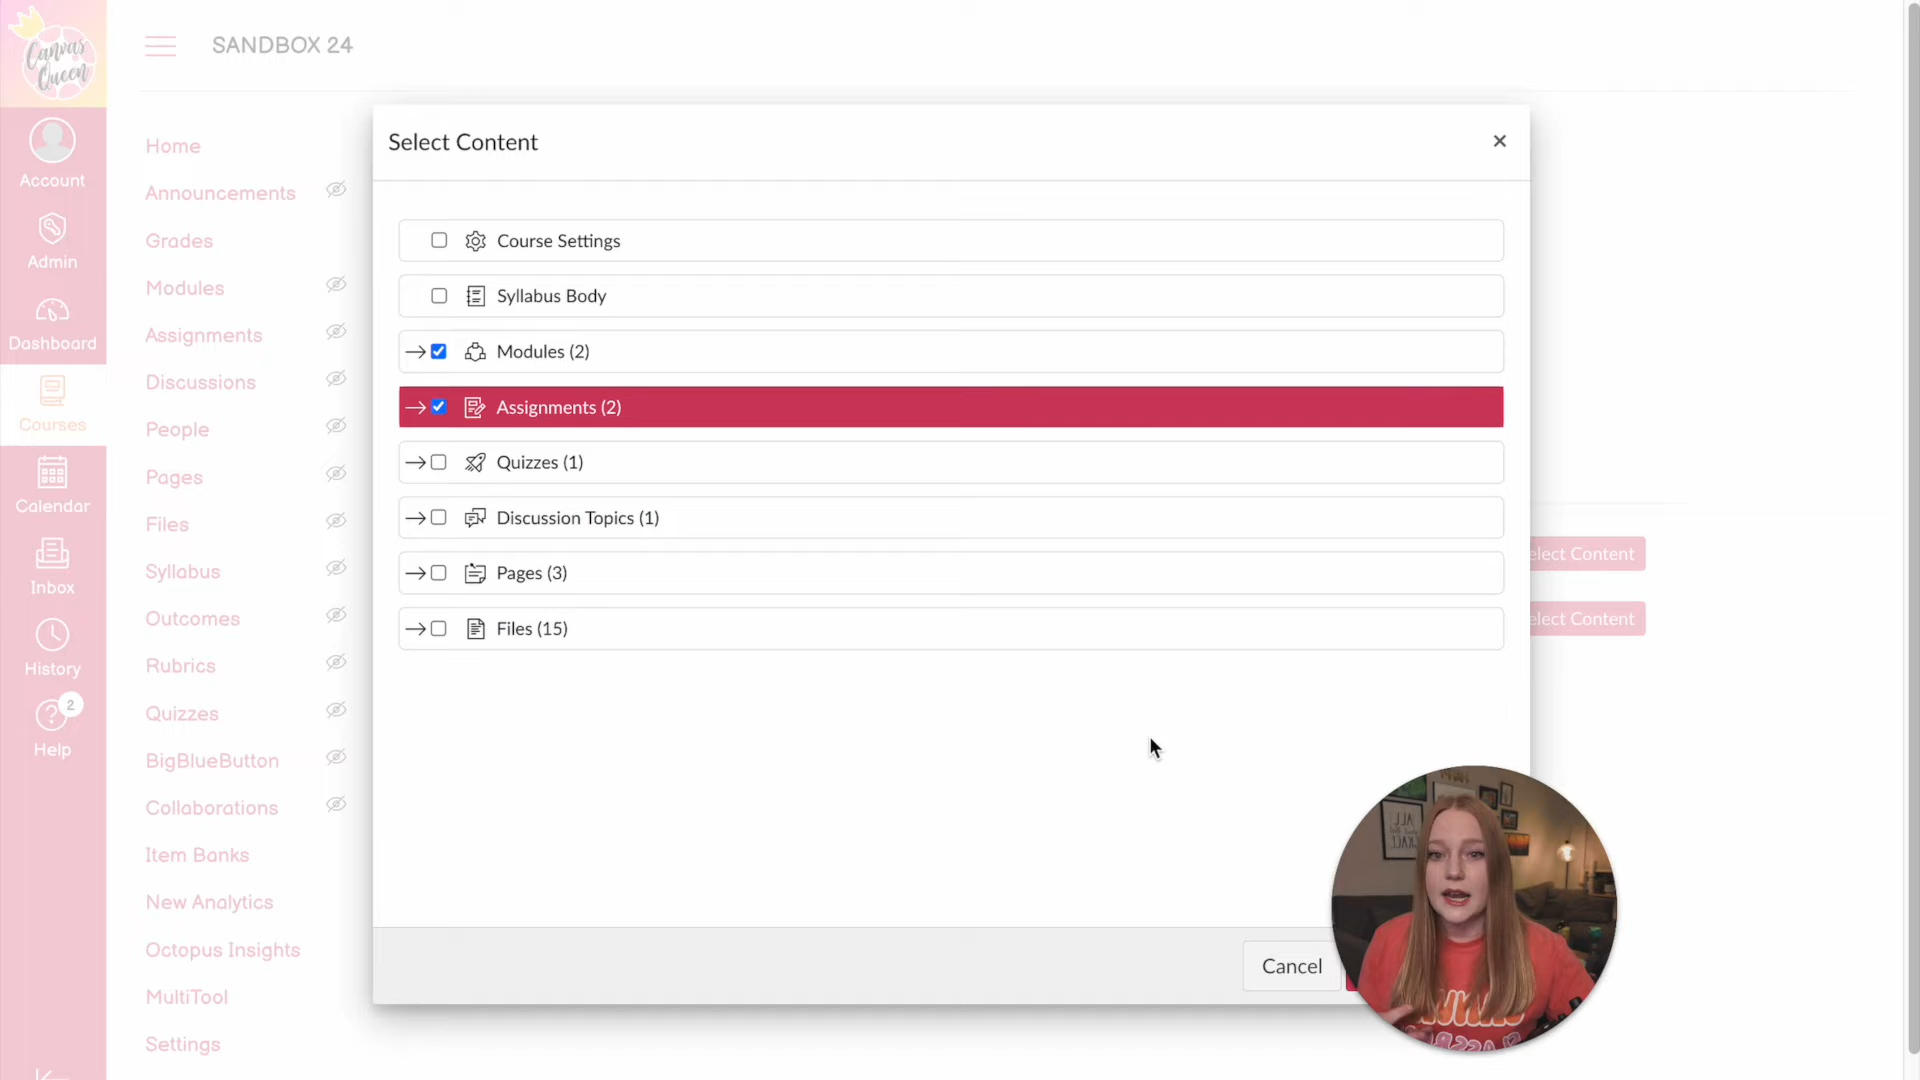 Canvas
Queen
SANDBOX 24
Account
Admin
Dashboard
Courses
Calendar
Inbox
History
2
Help
Home
Announcements
Grades
Modules
Assignments
Discussions
People
Pages
Files
Syllabus
Outcomes
Rubrics
Quizzes
BigBlueButton
Collaborations
Item Banks
New Analytics
Octopus Insights
MultiTool
Settings
Select Content
Course Settings
Syllabus Body
Modules (2)
Assignments (2)
Quizzes (1)
Discussion Topics (1)
Pages (3)
Files (15)
elect Content
elect Content
Cancel
ALL